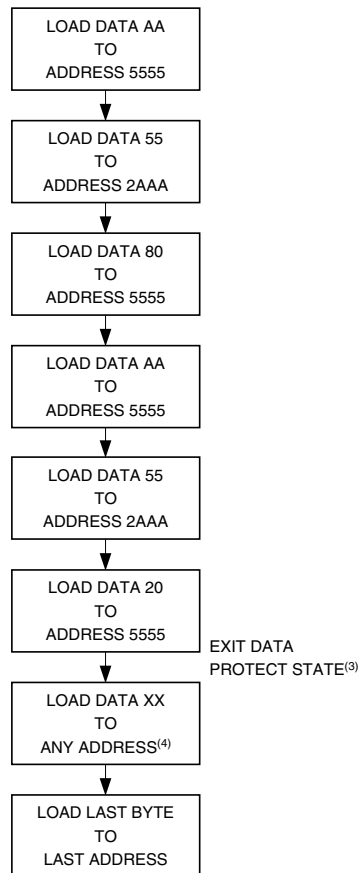 LOAD DATA AA
TO
ADDRESS 5555
LOAD DATA 55
TO
ADDRESS 2AAA
LOAD DATA 80
TO
ADDRESS 5555
LOAD DATA AA
TO
ADDRESS 5555
LOAD DATA 55
TO
ADDRESS 2AAA
LOAD DATA 20
TO
ADDRESS 5555
EXIT DATA
PROTECT STATE(3)
LOAD DATA XX
TO
ANY ADDRESS(4)
LOAD LAST BYTE
TO
LAST ADDRESS